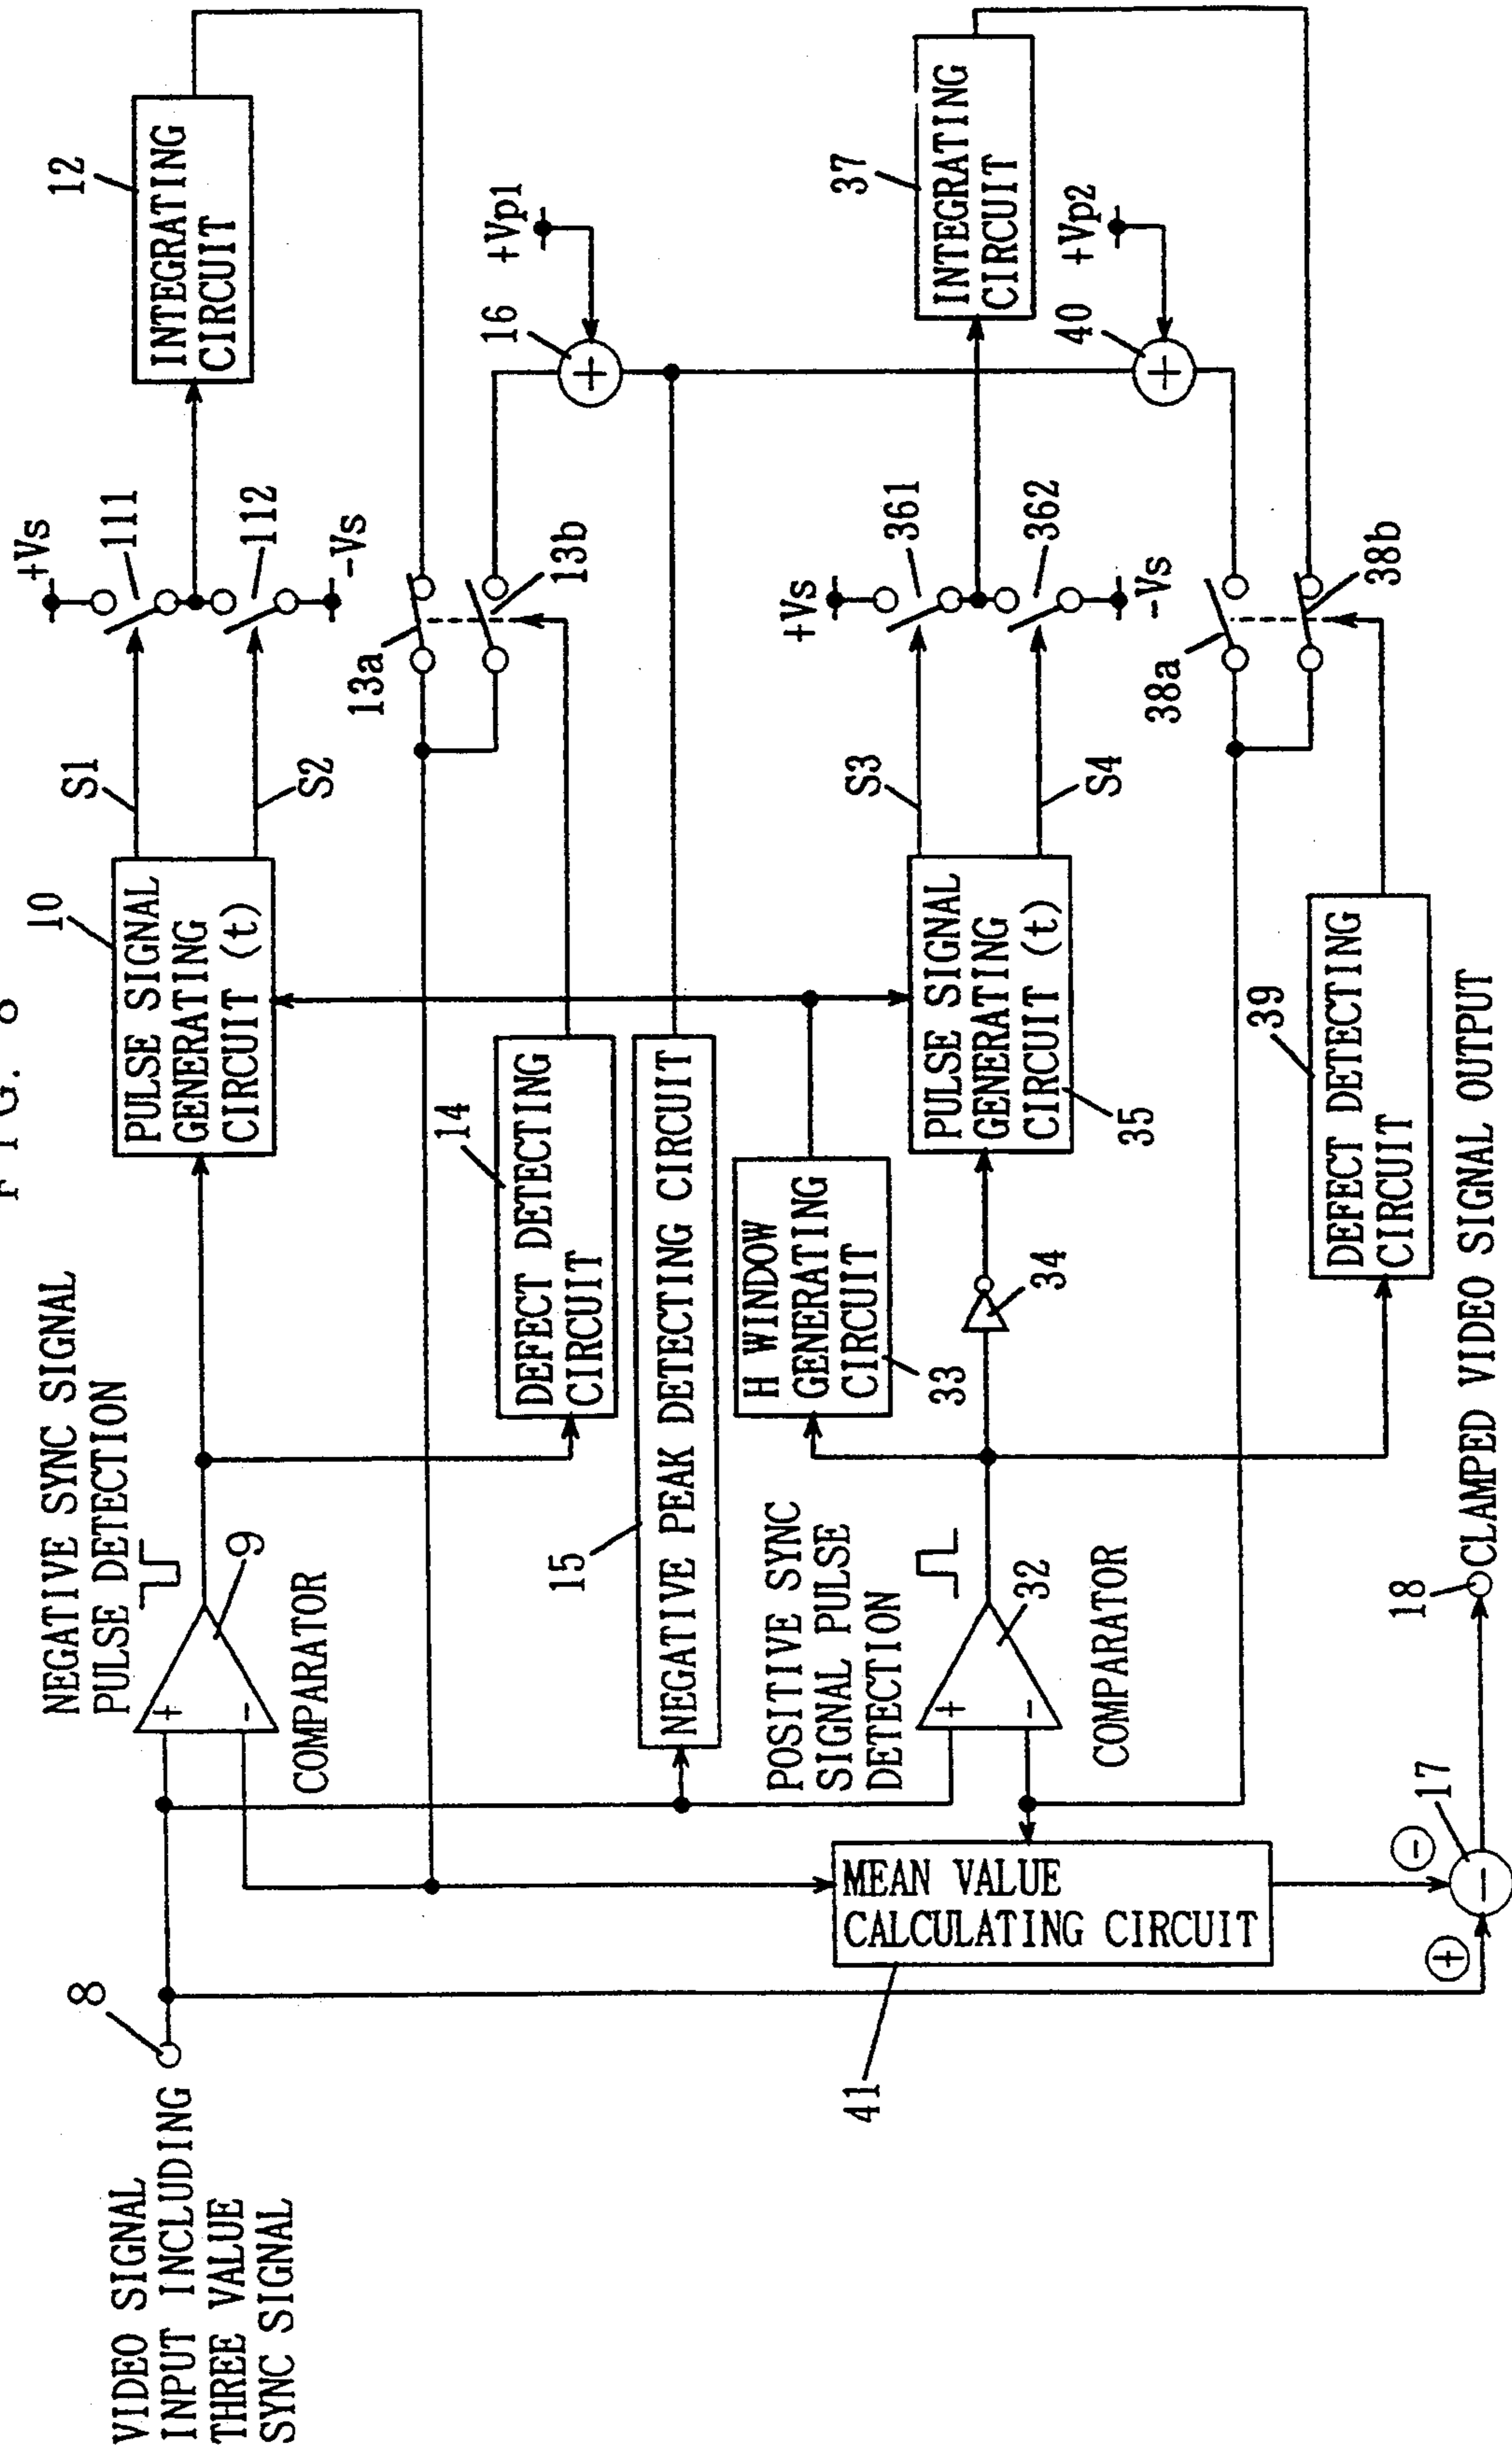 FIG. 8
VIDEO SIGNAL
INPUT INCLUDING
THREE VALUE
SYNC SIGNAL
8
NEGATIVE SYNC SIGNAL
PULSE DETECTION
+
-
9
COMPARATOR
10
PULSE SIGNAL
GENERATING
CIRCUIT (t)
S1
S2
+Vs
111
112
-Vs
12
INTEGRATING
CIRCUIT
13a
13b
14
DEFECT DETECTING
CIRCUIT
16
+
+Vp1
15
NEGATIVE PEAK DETECTING CIRCUIT
POSITIVE SYNC
SIGNAL PULSE
DETECTION
+
-
32
COMPARATOR
H WINDOW
GENERATING
CIRCUIT
33
34
PULSE SIGNAL
GENERATING
CIRCUIT (t)
35
S3
S4
+Vs
361
362
-Vs
37
INTEGRATING
CIRCUIT
40
+
+Vp2
38a
38b
39
DEFECT DETECTING
CIRCUIT
MEAN VALUE
CALCULATING CIRCUIT
41
+
-
-
17
18
CLAMPED VIDEO SIGNAL OUTPUT